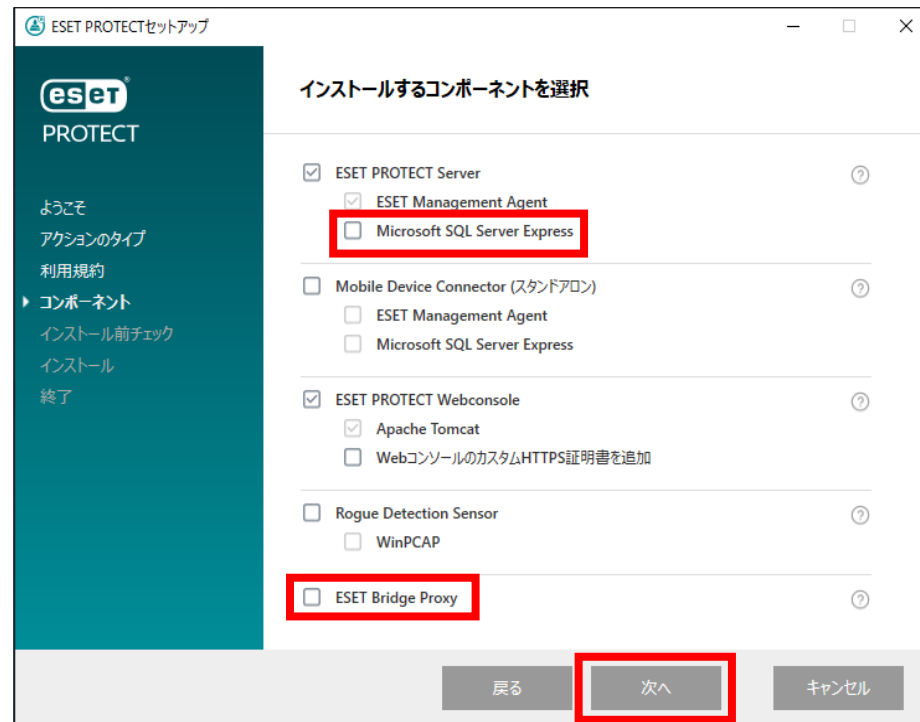 ESET PROTECTセットアップ
eset
PROTECT
ようこそ
アクションのタイプ
利用規約
コンポーネント
インストール前チェック
インストール
終了
インストールするコンポーネントを選択
ESET PROTECT Server
ESET Management Agent
Microsoft SQL Server Express
Mobile Device Connector (スタンドアロン)
ESET Management Agent
Microsoft SQL Server Express
ESET PROTECT Webconsole
Apache Tomcat
WebコンソールのカスタムHTTPS証明書を追加
Rogue Detection Sensor
WinPCAP
ESET Bridge Proxy
戻る
次へ
キャンセル